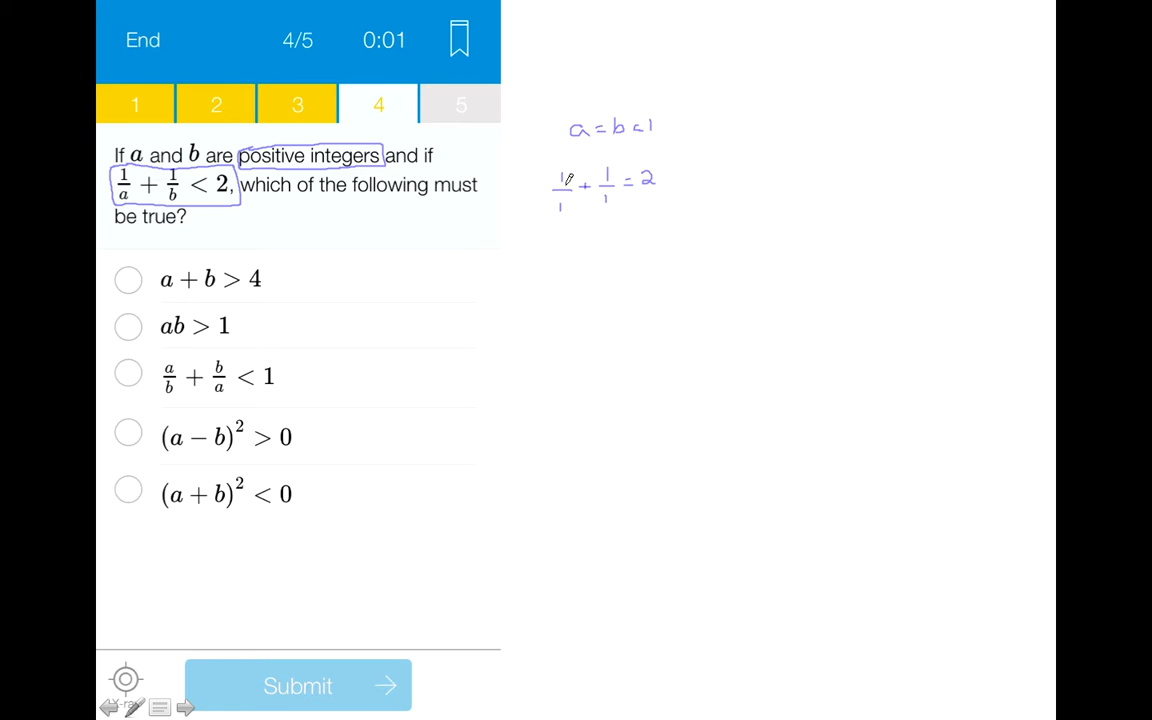 End 4/5 0:01
1 2 3 4 5
If a and b are positive integers and if
1/a + 1/b < 2, which of the following must
be true?
a + b > 4
ab > 1
a/b + b/a < 1
(a − b)² > 0
(a + b)² < 0
Submit
a = b = 1
1/1 + 1/1 = 2